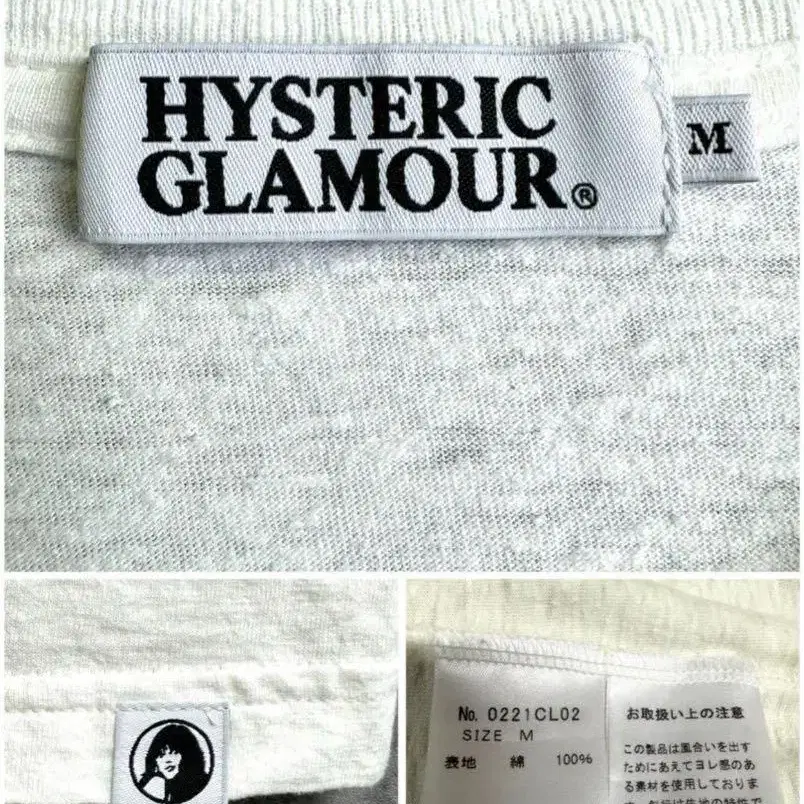 HYSTERIC
GLAMOUR®
M
No. 0221CL02
SIZE M
表地 綿 100%
お取扱い上の注意
この製品は風合いを出す
ためにあえてヨレ感のあ
る素材を使用しておりま